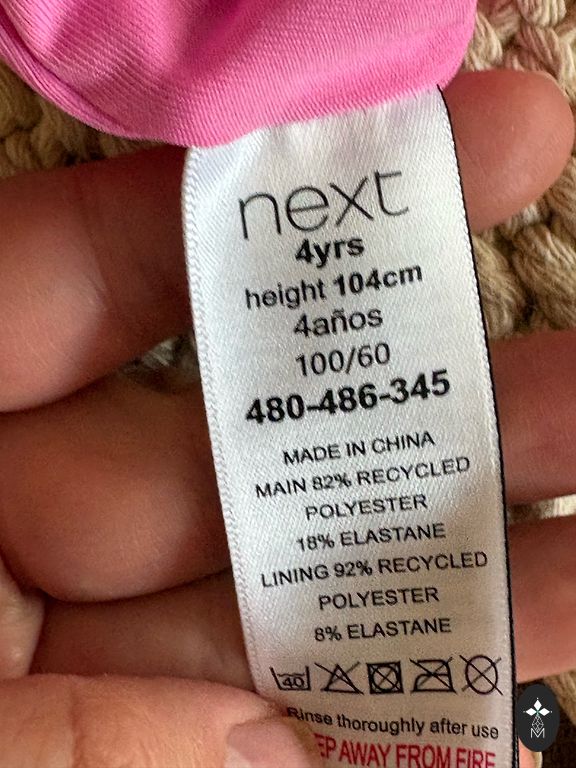 next
4yrs
height 104cm
4años
100/60
480-486-345
MADE IN CHINA
MAIN 82% RECYCLED
POLYESTER
18% ELASTANE
LINING 92% RECYCLED
POLYESTER
8% ELASTANE
40
Rinse thoroughly after use
EP AWAY FROM FIRE
M